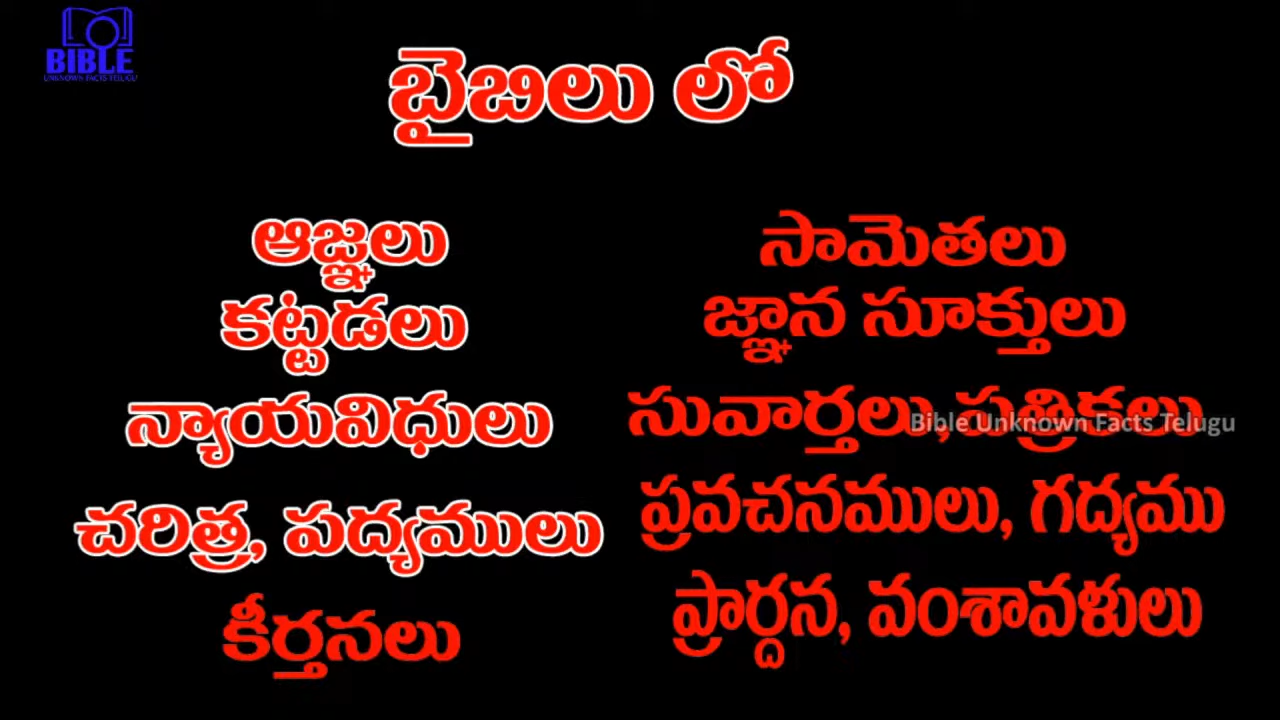 BIBLE
UNKNOWN FACTS TELUGU
బైబిలు లో
ఆజ్ఞలు
కట్టడలు
న్యాయవిధులు
చరిత్ర, పద్యములు
కీర్తనలు
సామెతలు
జ్ఞాన సూక్తులు
సువార్తలు,పత్రికలు
Bible Unknown Facts Telugu
ప్రవచనములు, గద్యము
ప్రార్దన, వంశావళులు